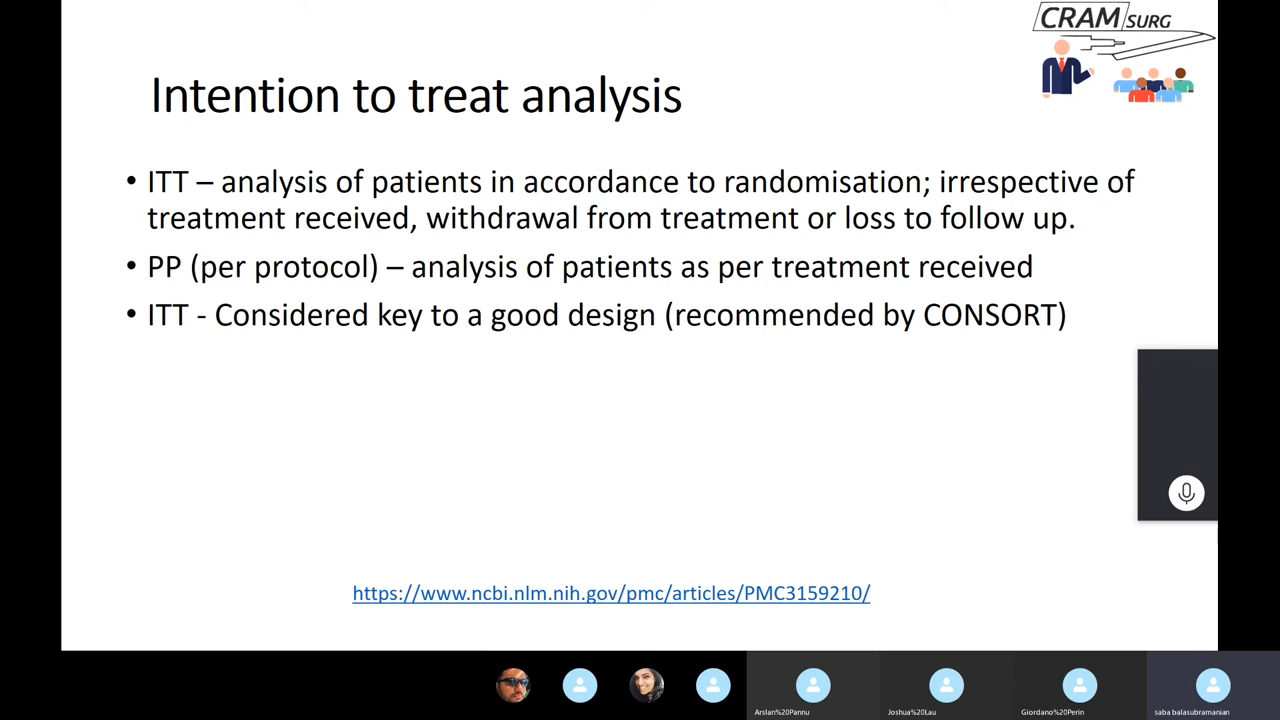 CRAM SURG
Intention to treat analysis
• ITT – analysis of patients in accordance to randomisation; irrespective of
treatment received, withdrawal from treatment or loss to follow up.
• PP (per protocol) – analysis of patients as per treatment received
• ITT - Considered key to a good design (recommended by CONSORT)
https://www.ncbi.nlm.nih.gov/pmc/articles/PMC3159210/
Arslan%20Pannu
Joshua%20Lau
Giordano%20Perin
saba balasubramanian